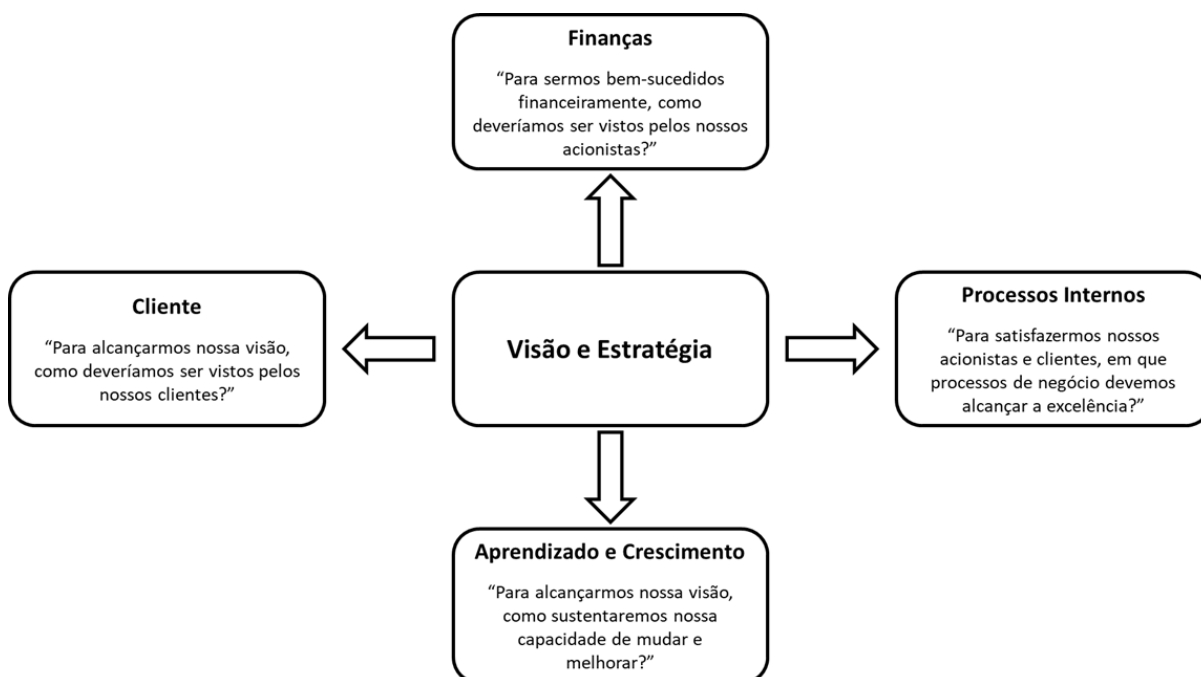 Finanças
“Para sermos bem-sucedidos
financeiramente, como
deveríamos ser vistos pelos nossos
acionistas?”
Cliente
“Para alcançarmos nossa visão,
como deveríamos ser vistos pelos
nossos clientes?”
Visão e Estratégia
Processos Internos
“Para satisfazermos nossos
acionistas e clientes, em que
processos de negócio devemos
alcançar a excelência?”
Aprendizado e Crescimento
“Para alcançarmos nossa visão,
como sustentaremos nossa
capacidade de mudar e
melhorar?”